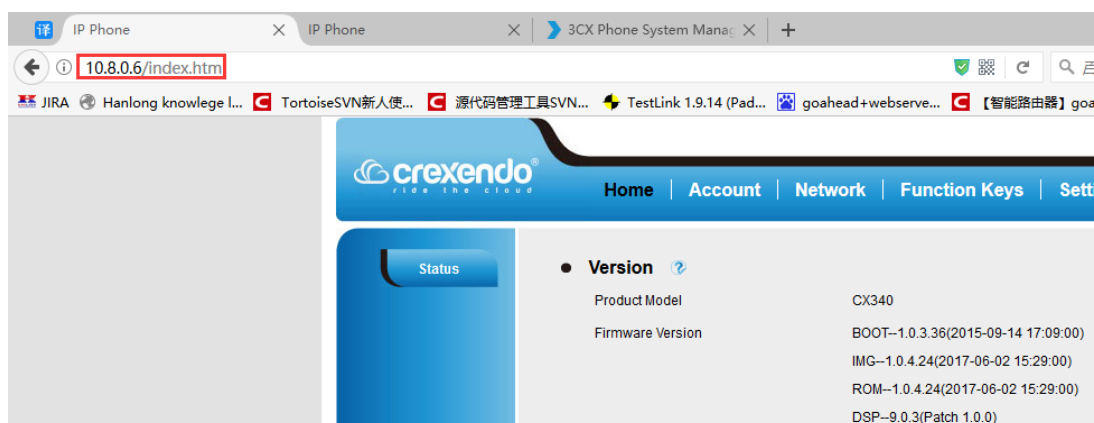 译 IP Phone IP Phone 3CX Phone System Manag
10.8.0.6/index.htm
JIRA Hanlong knowlege l... C TortoiseSVN新人使... C 源代码管理工具SVN... TestLink 1.9.14 (Pad... goahead+webserve... C 【智能路由器】goa
crexendo®
ride the cloud
Home Account Network Function Keys Setti
Status
Version ?
Product Model CX340
Firmware Version BOOT--1.0.3.36(2015-09-14 17:09:00)
IMG--1.0.4.24(2017-06-02 15:29:00)
ROM--1.0.4.24(2017-06-02 15:29:00)
DSP--9.0.3(Patch 1.0.0)